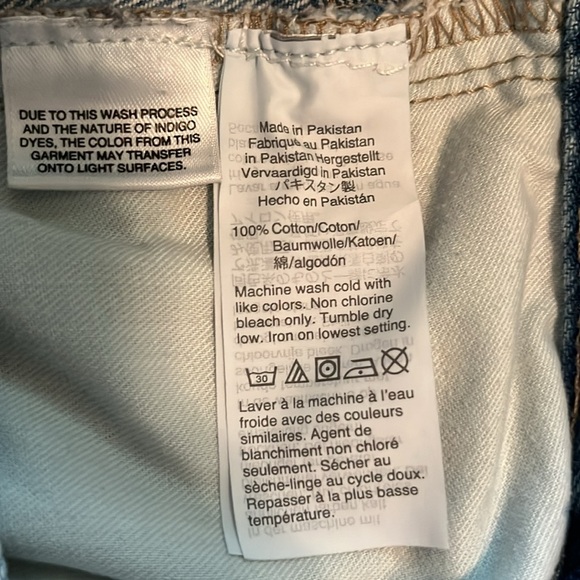 DUE TO THIS WASH PROCESS
AND THE NATURE OF INDIGO
DYES, THE COLOR FROM THIS
GARMENT MAY TRANSFER
ONTO LIGHT SURFACES.
Made in Pakistan
Fabriqué au Pakistan
in Pakistan Hergestellt
Vervaardigd in Pakistan
パキスタン製
Hecho en Pakistán
100% Cotton/Coton/
Baumwolle/Katoen/
綿/algodón
Machine wash cold with
like colors. Non chlorine
bleach only. Tumble dry
low. Iron on lowest setting.
30
Laver à la machine à l'eau
froide avec des couleurs
similaires. Agent de
blanchiment non chloré
seulement. Sécher au
sèche-linge au cycle doux.
Repasser à la plus basse
température.